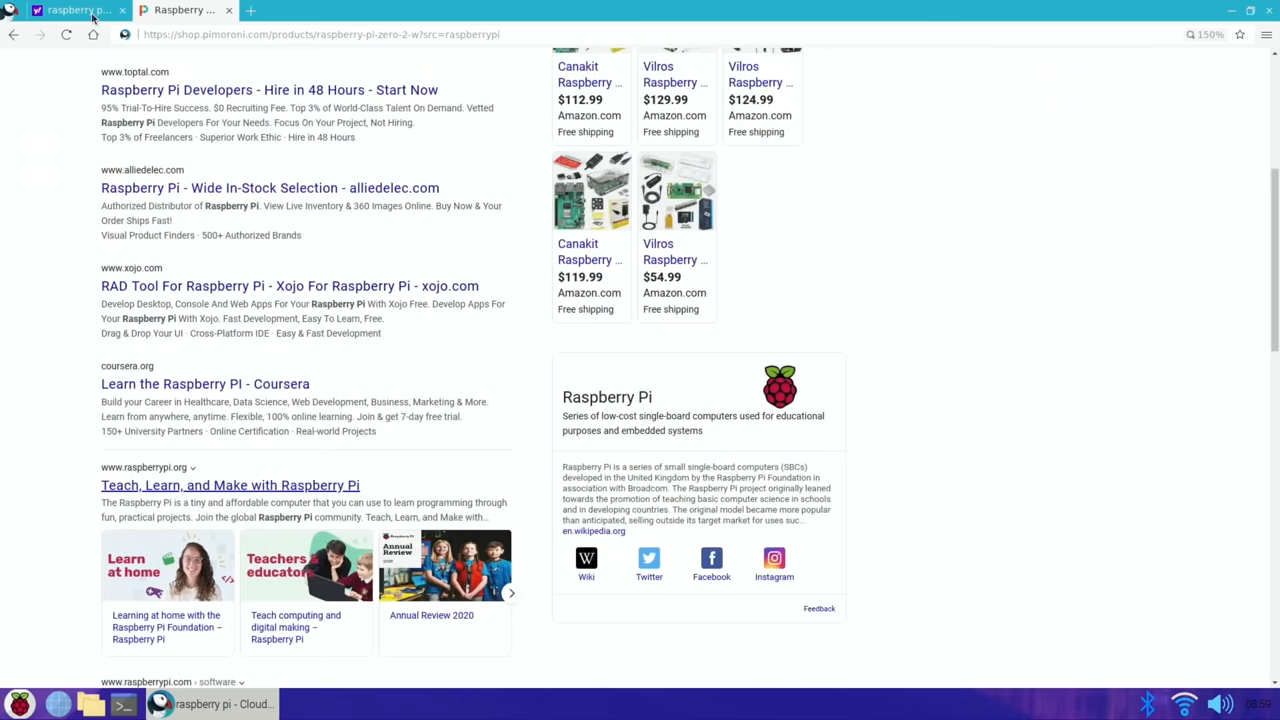 raspberry p...
Raspberry ...
https://shop.pimoroni.com/products/raspberry-pi-zero-2-w?src=raspberrypi
150%
www.toptal.com
Raspberry Pi Developers - Hire in 48 Hours - Start Now
95% Trial-To-Hire Success. $0 Recruiting Fee. Top 3% of World-Class Talent On Demand. Vetted
Raspberry Pi Developers For Your Needs. Focus On Your Project, Not Hiring.
Top 3% of Freelancers · Superior Work Ethic · Hire in 48 Hours
www.alliedelec.com
Raspberry Pi - Wide In-Stock Selection - alliedelec.com
Authorized Distributor of Raspberry Pi. View Live Inventory & 360 Images Online. Buy Now & Your
Order Ships Fast!
Visual Product Finders · 500+ Authorized Brands
www.xojo.com
RAD Tool For Raspberry Pi - Xojo For Raspberry Pi - xojo.com
Develop Desktop, Console And Web Apps For Your Raspberry Pi With Xojo Free. Develop Apps For
Your Raspberry Pi With Xojo. Fast Development, Easy To Learn, Free.
Drag & Drop Your UI · Cross-Platform IDE · Easy & Fast Development
coursera.org
Learn the Raspberry PI - Coursera
Build your Career in Healthcare, Data Science, Web Development, Business, Marketing & More.
Learn from anywhere, anytime. Flexible, 100% online learning. Join & get 7-day free trial.
150+ University Partners · Online Certification · Real-world Projects
www.raspberrypi.org
Teach, Learn, and Make with Raspberry Pi
The Raspberry Pi is a tiny and affordable computer that you can use to learn programming through
fun, practical projects. Join the global Raspberry Pi community. Teach, Learn, and Make with...
Learn
at home
Teachers
educator
Annual
Review
Learning at home with the
Raspberry Pi Foundation –
Raspberry Pi
Teach computing and
digital making –
Raspberry Pi
Annual Review 2020
www.raspberrypi.com › software
Canakit
Raspberry ...
$112.99
Amazon.com
Free shipping
Vilros
Raspberry ...
$129.99
Amazon.com
Free shipping
Vilros
Raspberry ...
$124.99
Amazon.com
Free shipping
Canakit
Raspberry ...
$119.99
Amazon.com
Free shipping
Vilros
Raspberry ...
$54.99
Amazon.com
Free shipping
Raspberry Pi
Series of low-cost single-board computers used for educational
purposes and embedded systems
Raspberry Pi is a series of small single-board computers (SBCs)
developed in the United Kingdom by the Raspberry Pi Foundation in
association with Broadcom. The Raspberry Pi project originally leaned
towards the promotion of teaching basic computer science in schools
and in developing countries. The original model became more popular
than anticipated, selling outside its target market for uses suc...
en.wikipedia.org
W
Wiki
Twitter
Facebook
Instagram
Feedback
raspberry pi - Cloud...
08:59